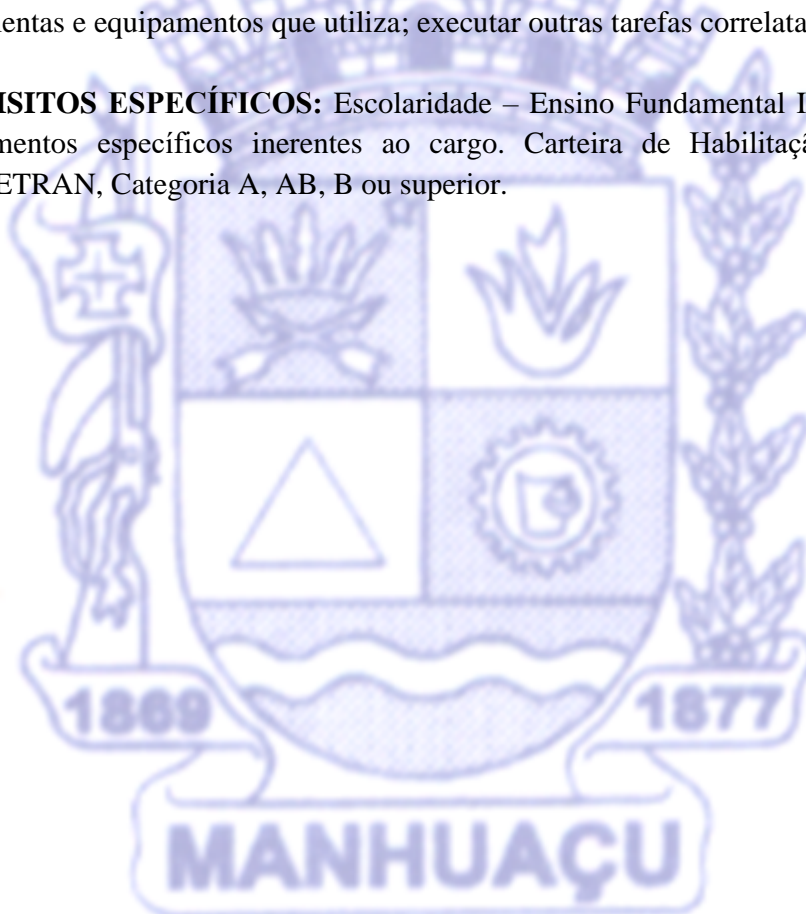 entas e equipamentos que utiliza; executar outras tarefas correlata
ISITOS ESPECÍFICOS: Escolaridade – Ensino Fundamental I
mentos específicos inerentes ao cargo. Carteira de Habilitaçã
ETRAN, Categoria A, AB, B ou superior.
1869
1877
MANHUAÇU